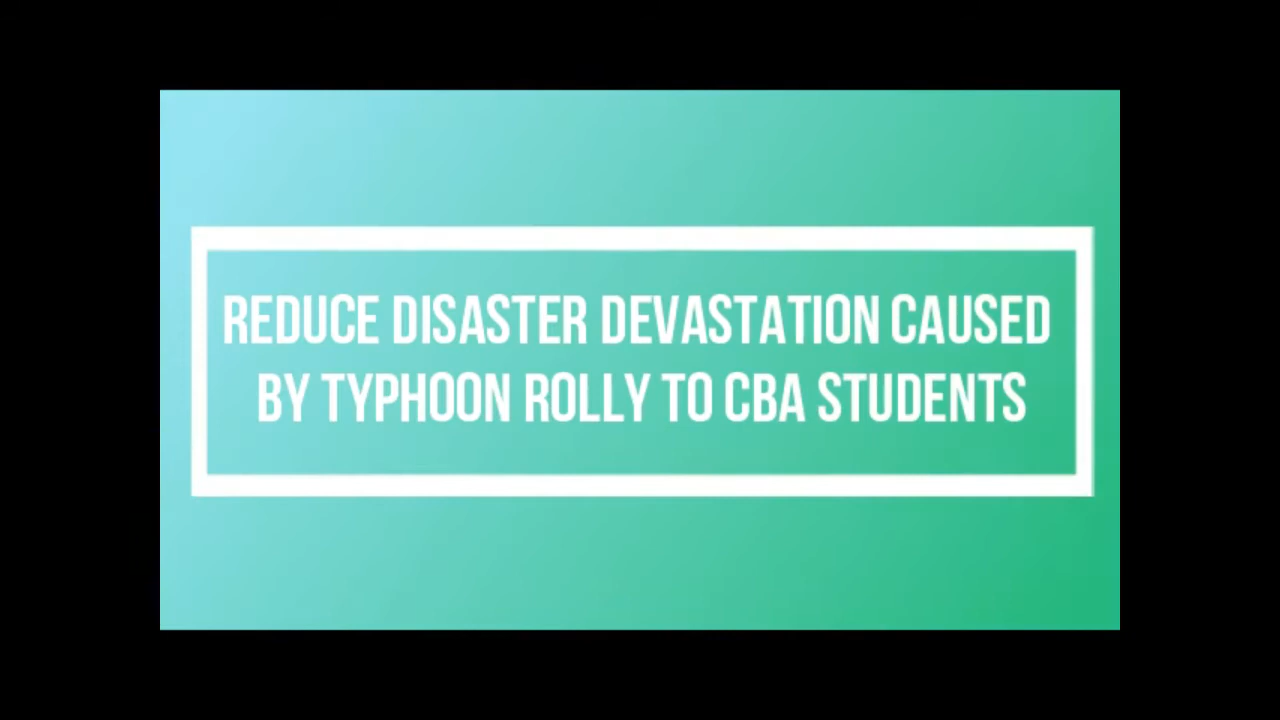 REDUCE DISASTER DEVASTATION CAUSED
BY TYPHOON ROLLY TO CBA STUDENTS